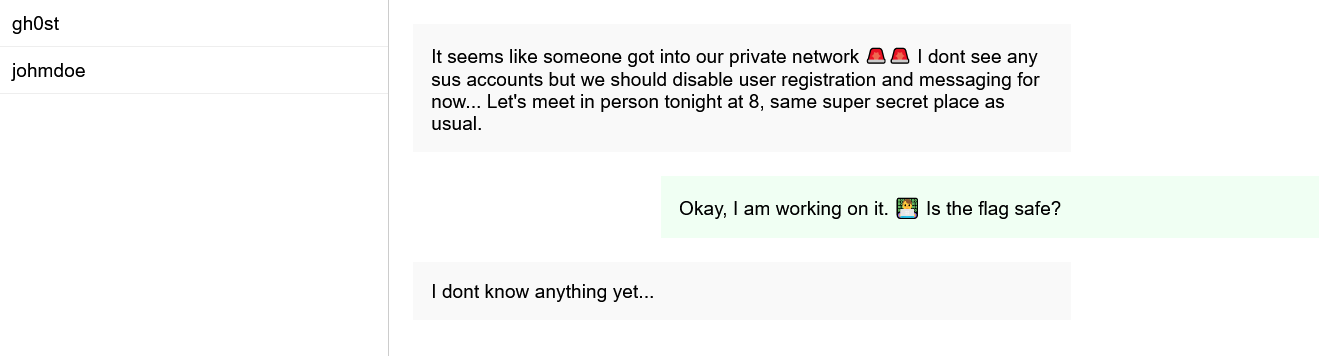 gh0st
johmdoe
It seems like someone got into our private network 🚨🚨 I dont see any
sus accounts but we should disable user registration and messaging for
now... Let's meet in person tonight at 8, same super secret place as
usual.
Okay, I am working on it. 👨‍💻 Is the flag safe?
I dont know anything yet...